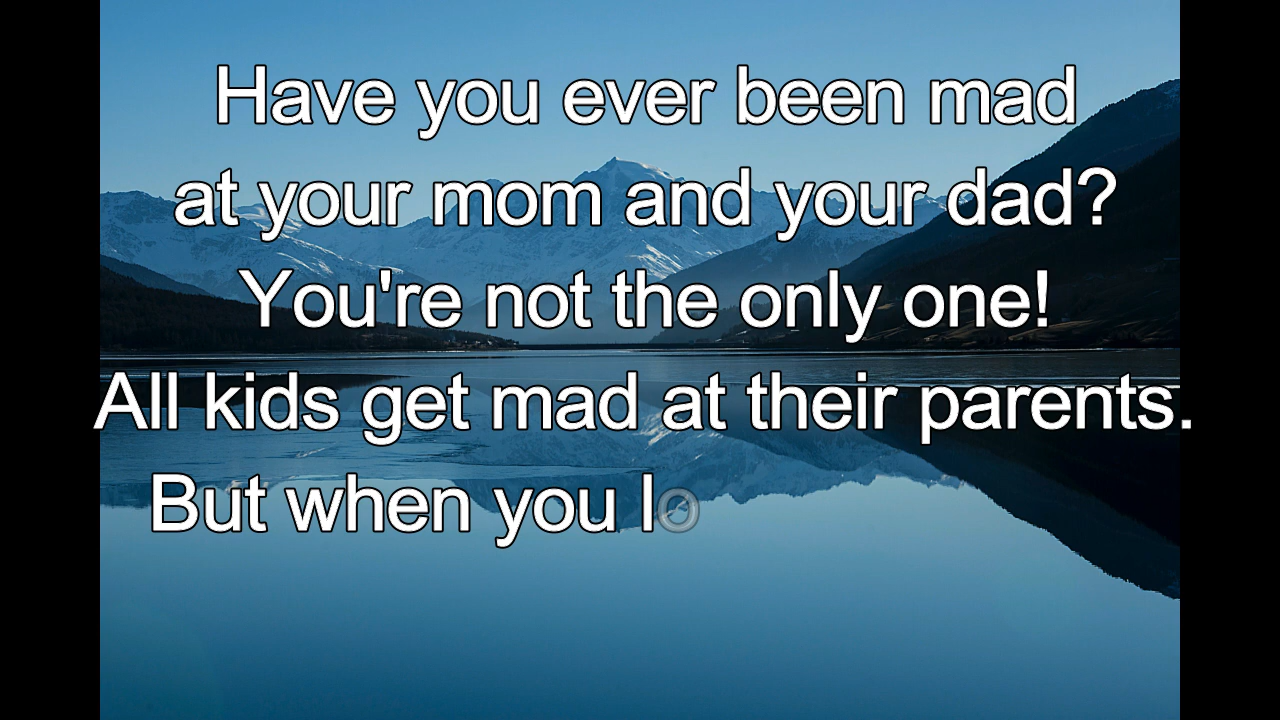 Have you ever been mad
at your mom and your dad?
You're not the only one!
All kids get mad at their parents.
But when you lo